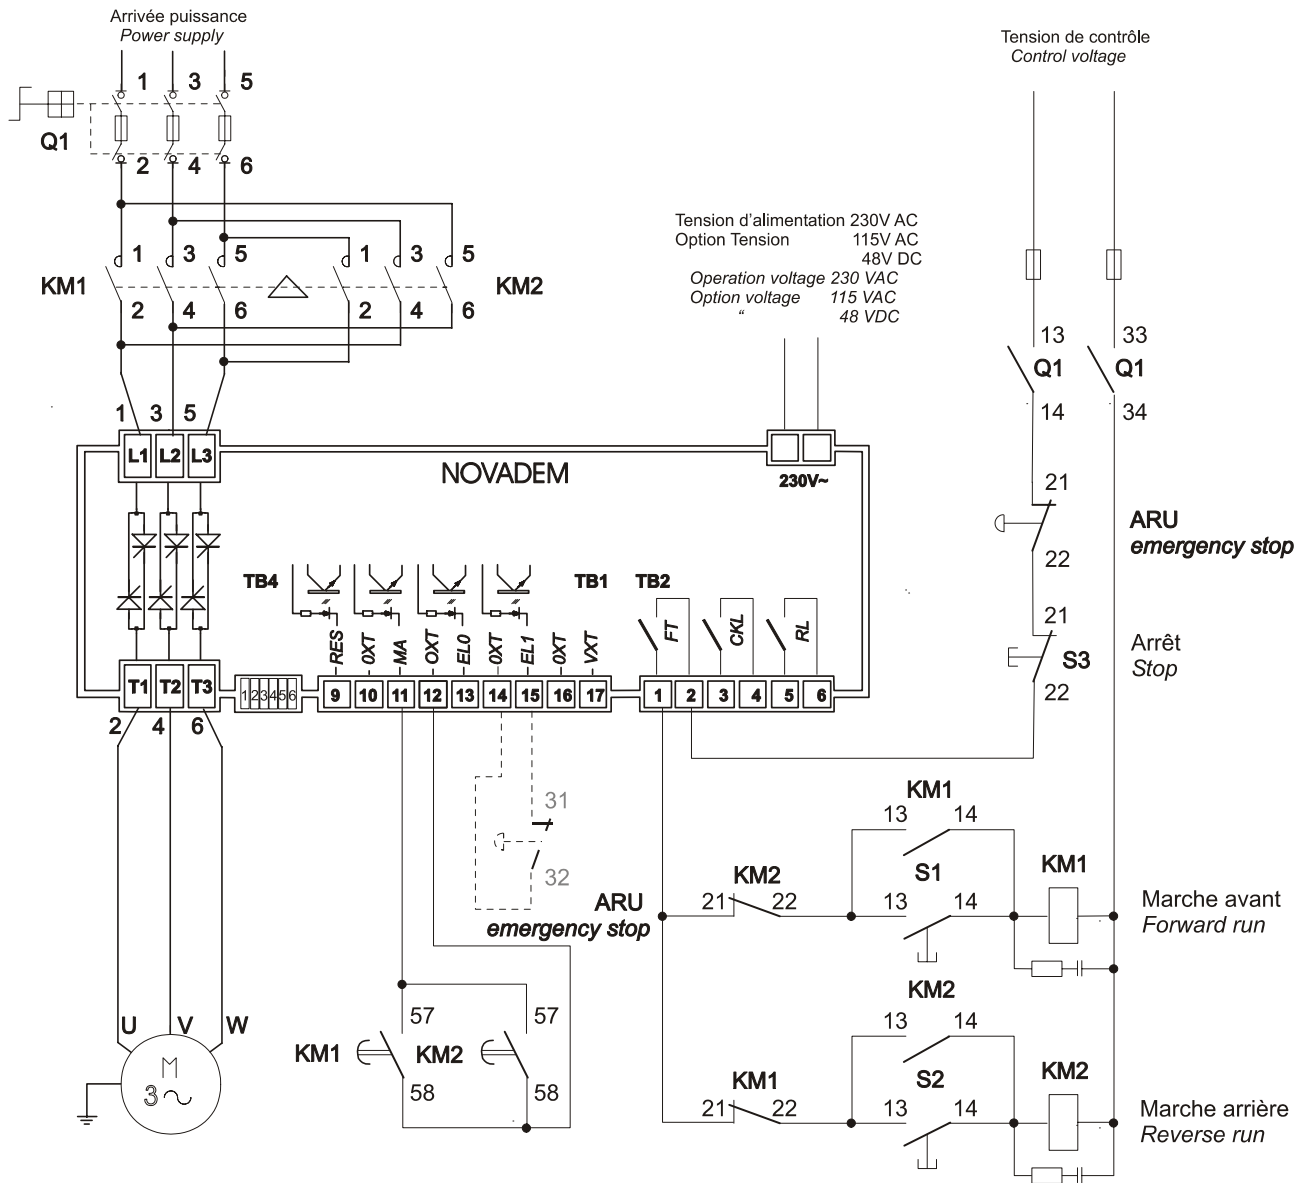 Arrivée puissance
Power supply
Tension de contrôle
Control voltage
1 3 5
Q1
2 4 6
Tension d'alimentation 230V AC
Option Tension 115V AC
48V DC
Operation voltage 230 VAC
Option voltage 115 VAC
" 48 VDC
1 3 5 1 3 5
KM1 KM2
2 4 6 2 4 6
13 33
Q1 Q1
14 34
1 3 5
L1 L2 L3
NOVADEM
230V~
21
ARU
emergency stop
22
TB4 TB1 TB2
RES 0XT MA OXT EL0 0XT EL1 0XT VXT
FT CKL RL
21
Arrêt
Stop
S3
22
T1 T2 T3
1 2 3 4 5 6
9 10 11 12 13 14 15 16 17
1 2 3 4 5 6
2 4 6
31
32
ARU
emergency stop
KM1
13 14
KM2
S1
KM1
21 22 13 14
Marche avant
Forward run
KM2
13 14
KM1
S2
KM2
21 22 13 14
Marche arrière
Reverse run
57 57
KM1 KM2
58 58
U V W
M
3~